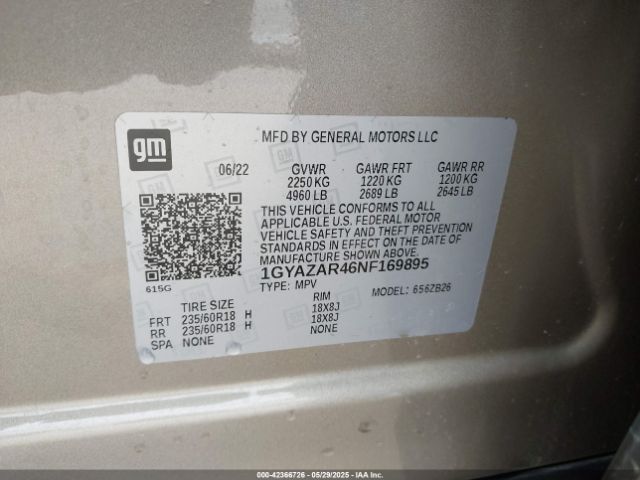 gm
MFD BY GENERAL MOTORS LLC
06/22 GVWR GAWR FRT GAWR RR
2250 KG 1220 KG 1200 KG
4960 LB 2689 LB 2645 LB
THIS VEHICLE CONFORMS TO ALL
APPLICABLE U.S. FEDERAL MOTOR
VEHICLE SAFETY AND THEFT PREVENTION
STANDARDS IN EFFECT ON THE DATE OF
MANUFACTURE SHOWN ABOVE.
1GYAZAR46NF169895
TYPE: MPV MODEL: 656ZB26
615G
TIRE SIZE RIM
FRT 235/60R18 H 18X8J
RR 235/60R18 H 18X8J
SPA NONE NONE
000-42366726 - 05/29/2025 - IAAI.COM